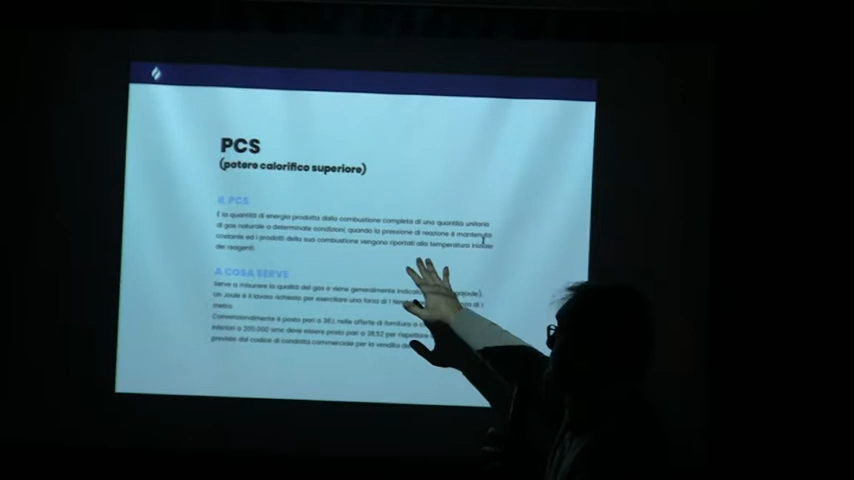 PCS
(potere calorifico superiore)
IL PCS
È la quantità di energia prodotta dalla combustione completa di una quantità unitaria
di gas naturale a determinate condizioni, quando la pressione di reazione è mantenuta
costante ed i prodotti della sua combustione vengono riportati alla temperatura iniziale
dei reagenti.
A COSA SERVE
Serve a misurare la qualità del gas e viene generalmente
Un Joule è il lavoro richiesto per esercitare una forza di 1
metro.
Convenzionalmente è posto pari a 38,1, nelle offerte di fornitura a
inferiori a 200.000 smc deve essere posto pari a 38,52 per rispettare
previste dal codice di condotta commerciale per la vendita